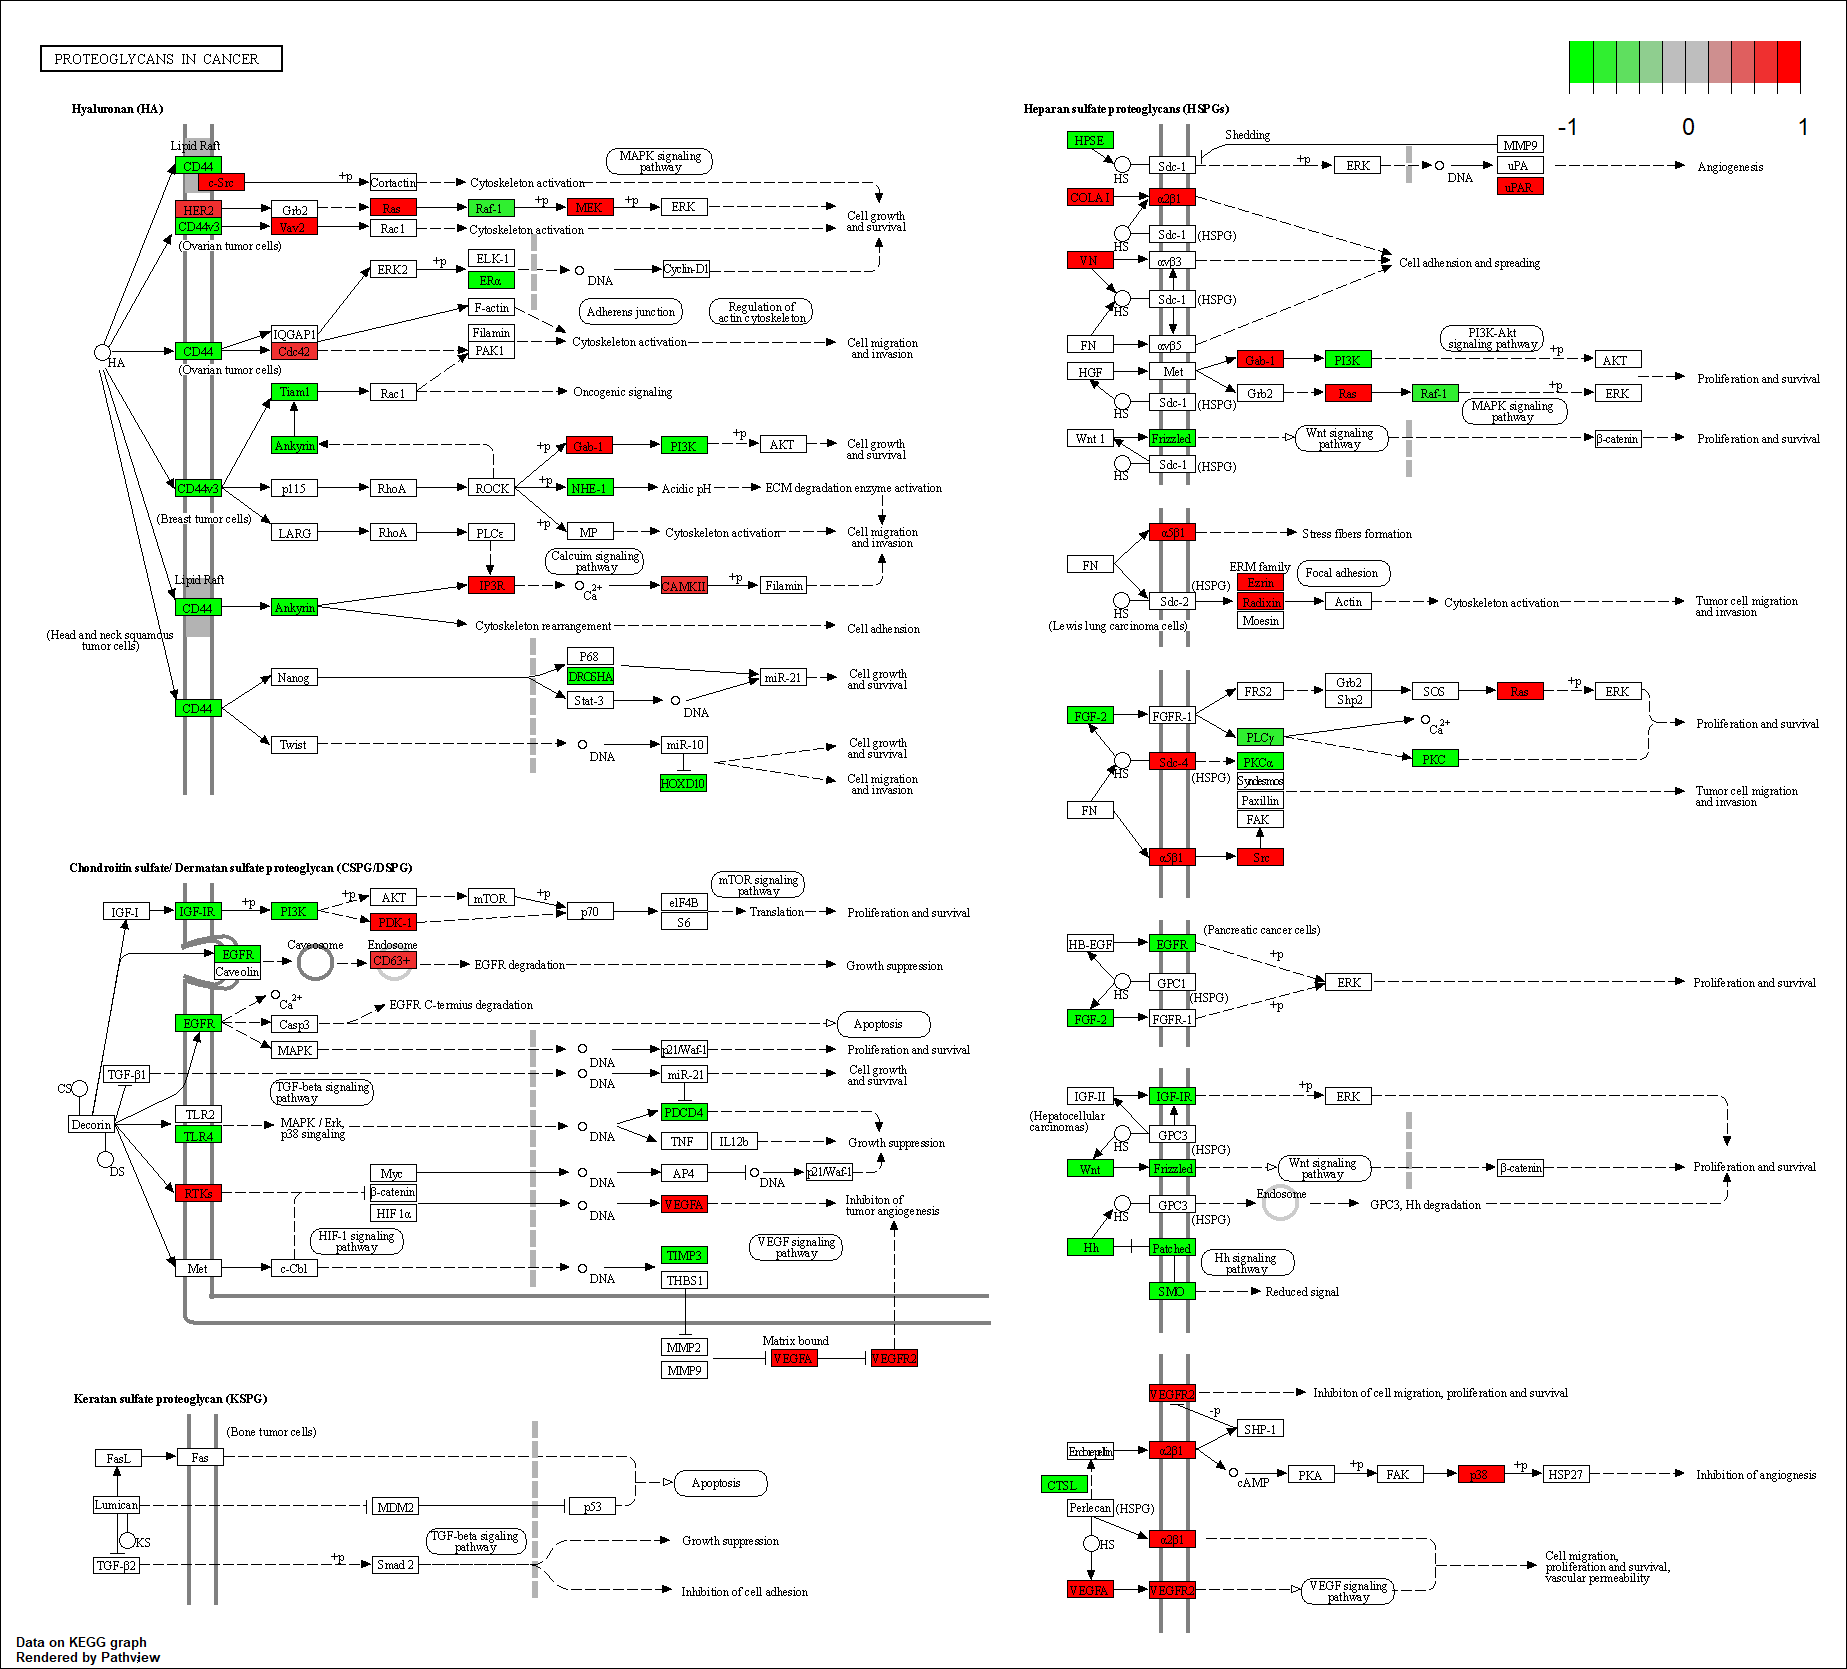 PROTEOGLYCANS IN CANCER
-1 0 1
Hyaluronan (HA)
Lipid Raft
CD44
c-Src
+p
Cortactin
Cytoskeleton activation
MAPK signaling
pathway
HER2
Grb2
Ras
Raf-1
+p
MEK
+p
ERK
Cell growth
and survival
CD44v3
Vav2
Rac1
Cytoskeleton activation
(Ovarian tumor cells)
ERK2
+p
ELK-1
ERα
DNA
Cyclin-D1
F-actin
Adherens junction
Regulation of
actin cytoskeleton
HA
CD44
IQGAP1
Cdc42
Filamin
PAK1
Cytoskeleton activation
Cell migration
and invasion
(Ovarian tumor cells)
Tiam1
Rac1
Oncogenic signaling
Ankyrin
+p
Gab-1
PI3K
+p
AKT
Cell growth
and survival
CD44v3
p115
RhoA
ROCK
+p
NHE-1
Acidic pH
ECM degradation enzyme activation
(Breast tumor cells)
LARG
RhoA
PLCε
+p
MP
Cytoskeleton activation
Cell migration
and invasion
Calcuim signaling
pathway
Lipid Raft
IP3R
Ca2+
CAMKII
+p
Filamin
CD44
Ankyrin
Cytoskeleton rearrangement
Cell adhesion
(Head and neck squamous
tumor cells)
Nanog
P68
DROSHA
Stat-3
DNA
miR-21
Cell growth
and survival
CD44
Twist
DNA
miR-10
Cell growth
and survival
HOXD10
Cell migration
and invasion
Chondroitin sulfate/ Dermatan sulfate proteoglycan (CSPG/DSPG)
IGF-I
IGF-IR
+p
PI3K
+p
AKT
PDK-1
mTOR
+p
p70
eIF4B
S6
mTOR signaling
pathway
Translation
Proliferation and survival
EGFR
Caveolin
Caveosome
Endosome
CD63+
EGFR degradation
Growth suppression
Ca2+
EGFR C-termius degradation
EGFR
Casp3
Apoptosis
MAPK
DNA
p21/Waf-1
Proliferation and survival
TGF-β1
DNA
miR-21
Cell growth
and survival
CS
TGF-beta signaling
pathway
Decorin
TLR2
TLR4
MAPK / Erk,
p38 singaling
DNA
PDCD4
TNF
IL12b
Growth suppression
DS
Myc
DNA
AP4
DNA
p21/Waf-1
RTKs
β-catenin
HIF 1α
DNA
VEGFA
Inhibiton of
tumor angiogenesis
HIF-1 signaling
pathway
VEGF signaling
pathway
Met
c-Cbl
DNA
TIMP3
THBS1
MMP2
MMP9
Matrix bound
VEGFA
VEGFR2
Keratan sulfate proteoglycan (KSPG)
(Bone tumor cells)
FasL
Fas
Apoptosis
Lumican
MDM2
p53
KS
TGF-beta sigaling
pathway
TGF-β2
+p
Smad 2
Growth suppression
Inhibition of cell adhesion
Heparan sulfate proteoglycans (HSPGs)
HPSE
Shedding
MMP9
HS
Sdc-1
+p
ERK
DNA
uPA
uPAR
Angiogenesis
COLA1
α2β1
HS
Sdc-1
(HSPG)
VN
αvβ3
Cell adhesion and spreading
HS
Sdc-1
(HSPG)
FN
αvβ5
PI3K-Akt
signaling pathway
HGF
Met
Gab-1
PI3K
+p
AKT
HS
Sdc-1
(HSPG)
Grb2
Ras
Raf-1
+p
ERK
Proliferation and survival
MAPK signaling
pathway
Wnt 1
Frizzled
Wnt signaling
pathway
β-catenin
Proliferation and survival
HS
Sdc-1
(HSPG)
α5β1
Stress fibers formation
FN
ERM family
Focal adhesion
HS
Sdc-2
(HSPG)
Ezrin
Radixin
Moesin
Actin
Cytoskeleton activation
Tumor cell migration
and invasion
(Lewis lung carcinoma cells)
FRS2
Grb2
Shp2
SOS
Ras
+p
ERK
FGF-2
FGFR-1
PLCγ
Ca2+
Proliferation and survival
HS
Sdc-4
(HSPG)
PKCα
PKC
Syndesmos
Paxillin
FAK
Tumor cell migration
and invasion
FN
α5β1
Src
HB-EGF
EGFR
(Pancreatic cancer cells)
+p
HS
GPC1
(HSPG)
ERK
Proliferation and survival
+p
FGF-2
FGFR-1
IGF-II
IGF-IR
+p
ERK
(Hepatocellular
carcinomas)
HS
GPC3
(HSPG)
Wnt
Frizzled
Wnt signaling
pathway
β-catenin
Proliferation and survival
HS
GPC3
(HSPG)
Endosome
GPC3, Hh degradation
Hh
Patched
Hh signaling
pathway
SMO
Reduced signal
VEGFR2
Inhibiton of cell migration, proliferation and survival
-p
SHP-1
Endorepellin
α2β1
cAMP
PKA
+p
FAK
p38
+p
HSP27
Inhibition of angiognesis
CTSL
Perlecan
(HSPG)
HS
α2β1
Cell migration,
proliferation and survival,
vascular permeability
VEGFA
VEGFR2
VEGF signaling
pathway
Data on KEGG graph
Rendered by Pathview